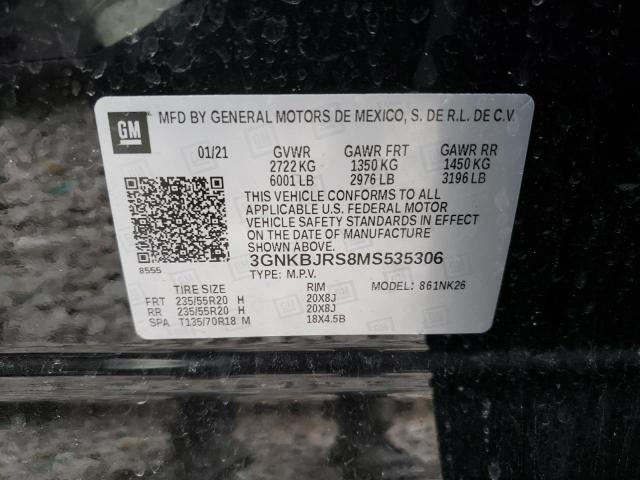 GM
MFD BY GENERAL MOTORS DE MEXICO, S. DE R.L. DE C.V.
01/21 GVWR GAWR FRT GAWR RR
2722 KG 1350 KG 1450 KG
6001 LB 2976 LB 3196 LB
THIS VEHICLE CONFORMS TO ALL
APPLICABLE U.S. FEDERAL MOTOR
VEHICLE SAFETY STANDARDS IN EFFECT
ON THE DATE OF MANUFACTURE
SHOWN ABOVE.
3GNKBJRS8MS535306
8555
TYPE: M.P.V.
TIRE SIZE RIM MODEL: 861NK26
FRT 235/55R20 H 20X8J
RR 235/55R20 H 20X8J
SPA T135/70R18 M 18X4.5B